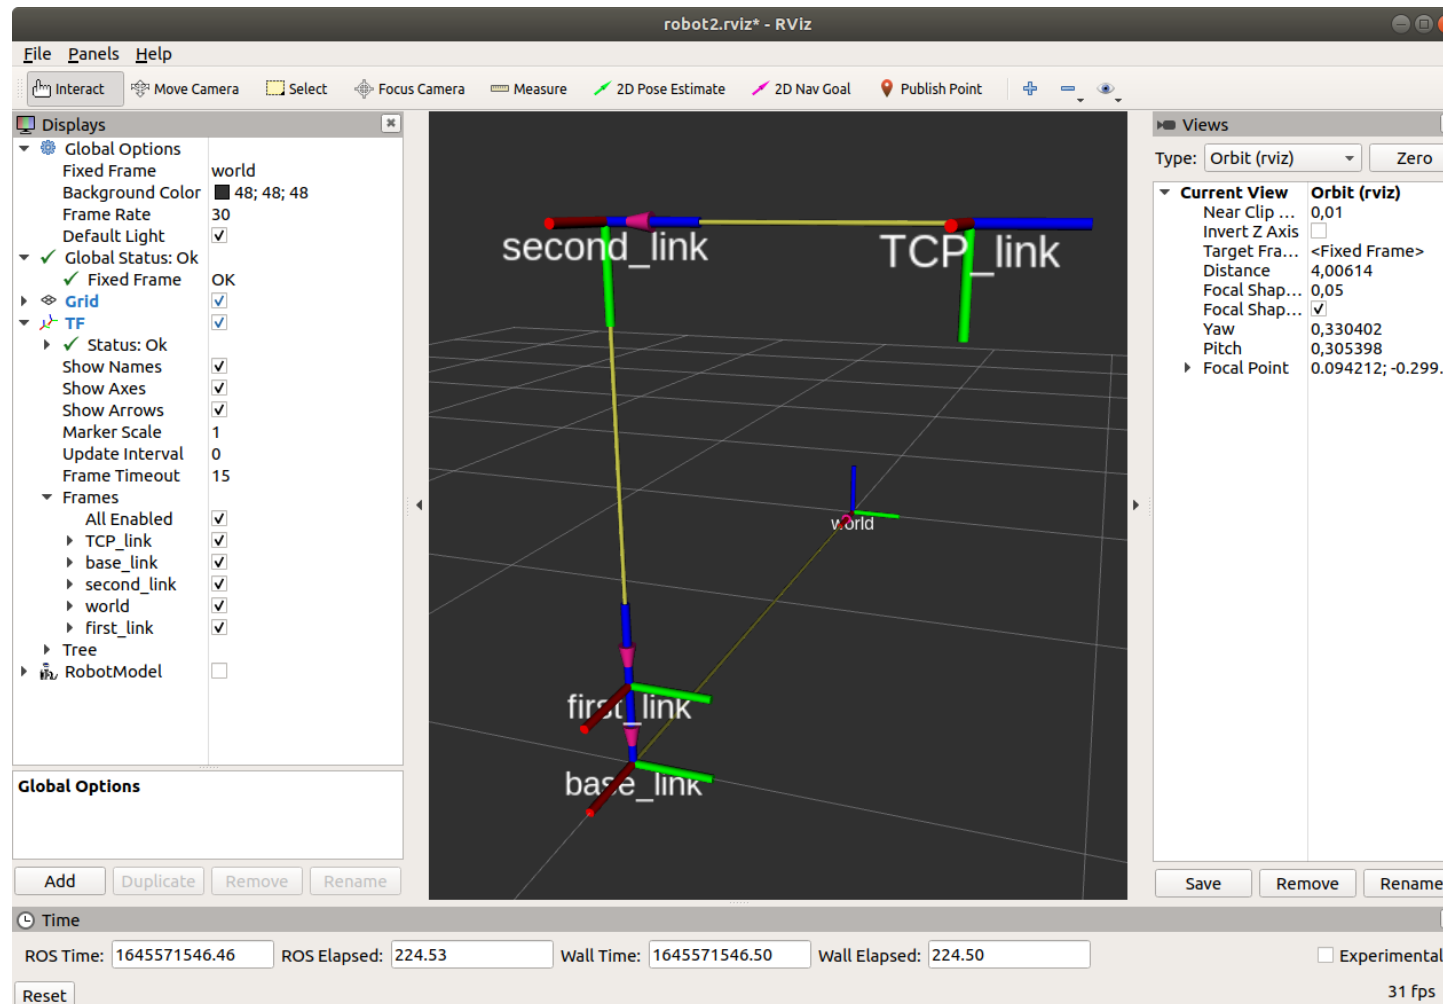 robot2.rviz* - RViz
File Panels Help
Interact Move Camera Select Focus Camera Measure 2D Pose Estimate 2D Nav Goal Publish Point
Displays
Global Options
Fixed Frame world
Background Color 48; 48; 48
Frame Rate 30
Default Light
Global Status: Ok
Fixed Frame OK
Grid
TF
Status: Ok
Show Names
Show Axes
Show Arrows
Marker Scale 1
Update Interval 0
Frame Timeout 15
Frames
All Enabled
TCP_link
base_link
second_link
world
first_link
Tree
RobotModel
Global Options
Add Duplicate Remove Rename
second_link TCP_link
world
first_link
base_link
Views
Type: Orbit (rviz) Zero
Current View Orbit (rviz)
Near Clip ... 0,01
Invert Z Axis
Target Fra... <Fixed Frame>
Distance 4,00614
Focal Shap... 0,05
Focal Shap...
Yaw 0,330402
Pitch 0,305398
Focal Point 0.094212; -0.299.
Save Remove Rename
Time
ROS Time: 1645571546.46 ROS Elapsed: 224.53 Wall Time: 1645571546.50 Wall Elapsed: 224.50 Experimental
Reset 31 fps